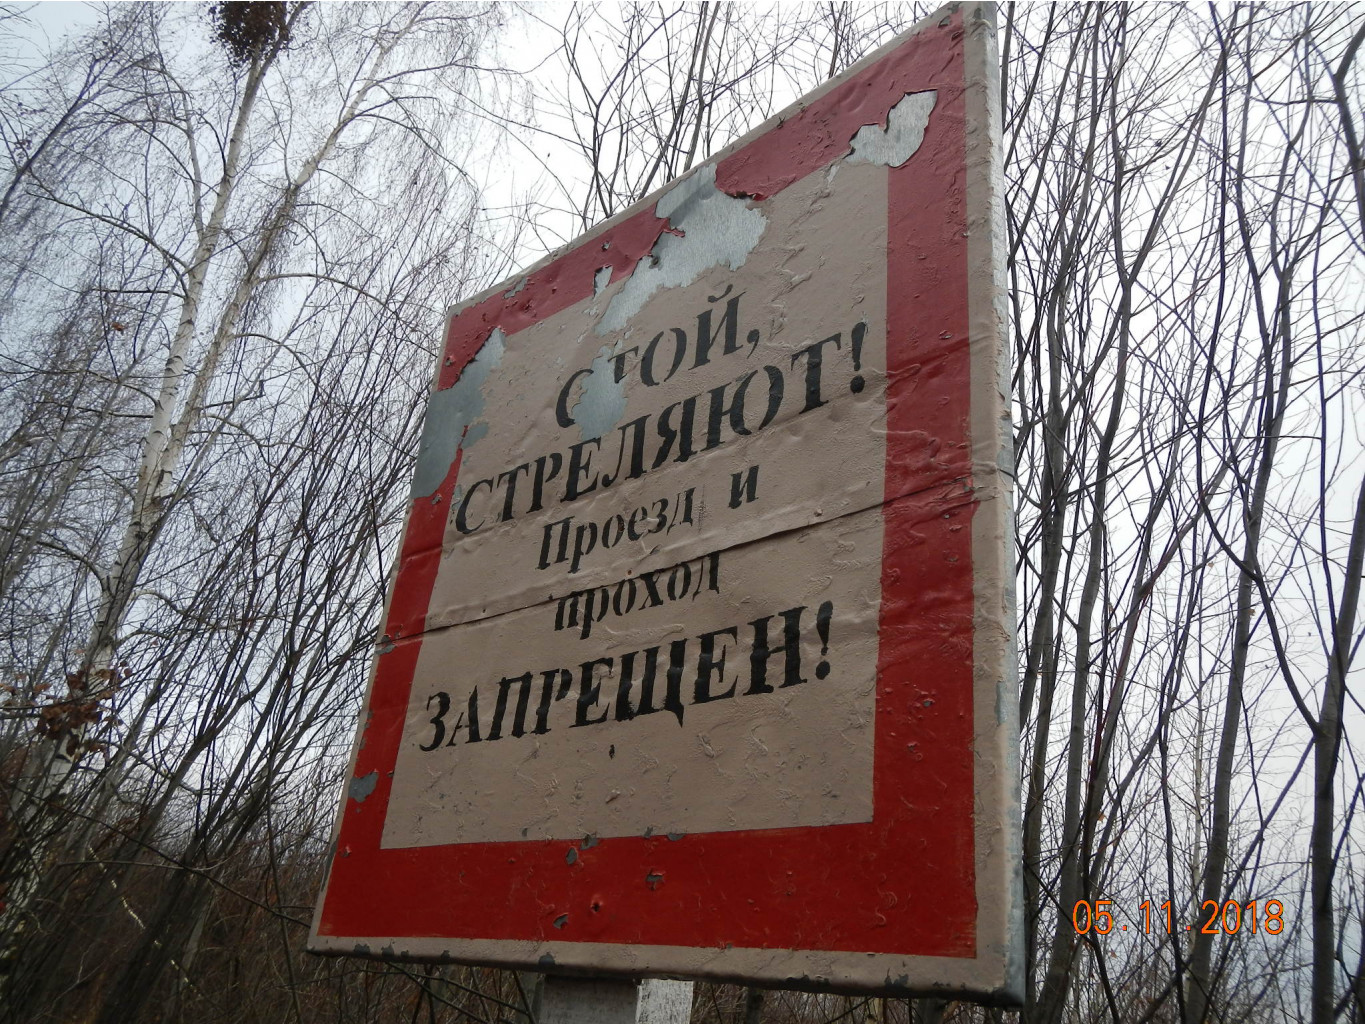 СТОЙ,
СТРЕЛЯЮТ!
Проезд и
проход
ЗАПРЕЩЕН!
05.11.2018